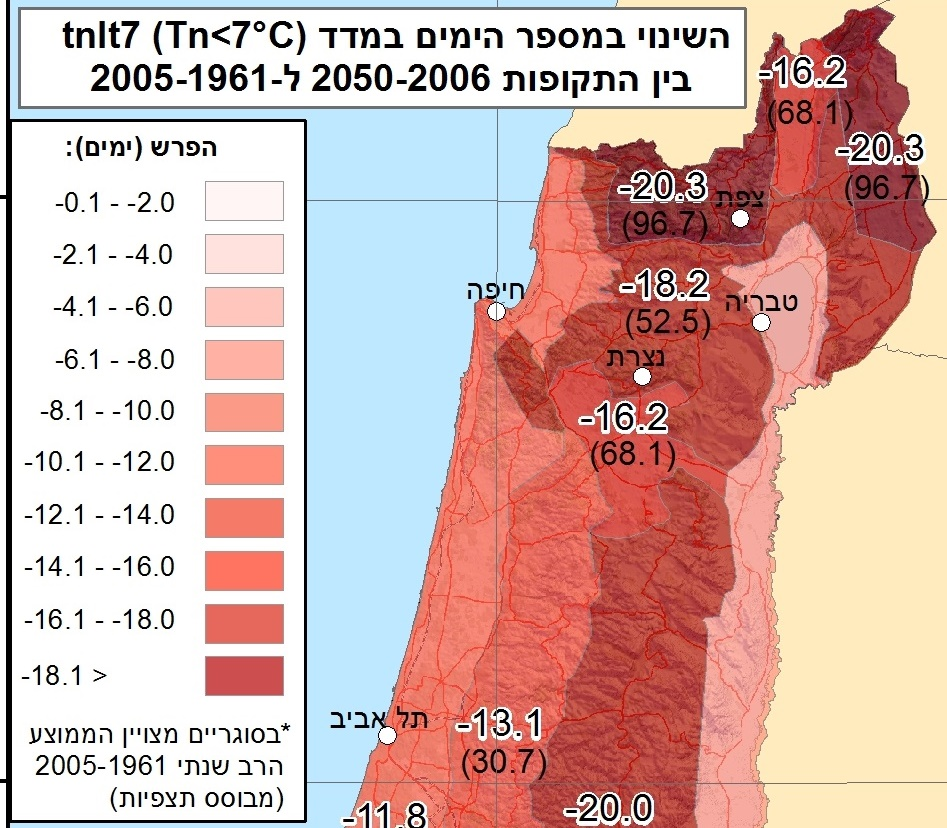 השינוי במספר הימים במדד tnlt7 (Tn<7°C)
בין התקופות 2050-2006 ל-2005-1961
הפרש (ימים):
-0.1 - -2.0
-2.1 - -4.0
-4.1 - -6.0
-6.1 - -8.0
-8.1 - -10.0
-10.1 - -12.0
-12.1 - -14.0
-14.1 - -16.0
-16.1 - -18.0
-18.1 >
*בסוגריים מצויין הממוצע
הרב שנתי 2005-1961
(מבוסס תצפיות)
-16.2
(68.1)
-20.3
(96.7)
-20.3
(96.7)
צפת
-18.2
(52.5)
חיפה
טבריה
נצרת
-16.2
(68.1)
תל אביב
-13.1
(30.7)
-11.8
-20.0